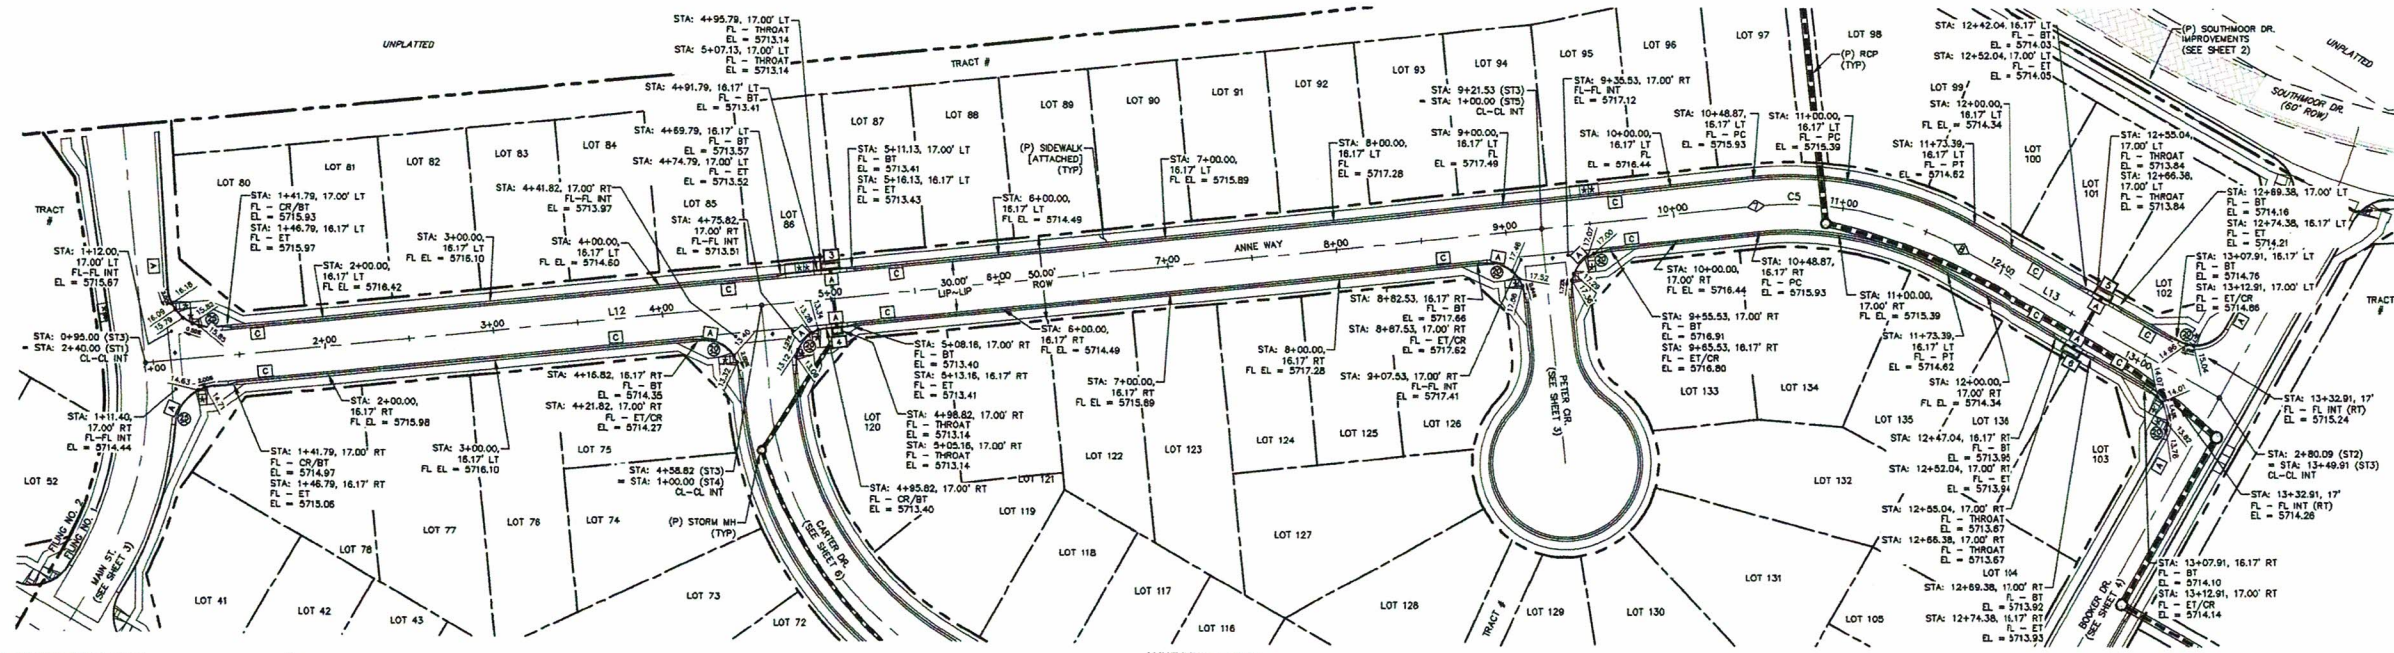 UNPLATTED
TRACT #
STA: 4+95.79, 17.00' LT
FL - THROAT
EL = 5713.14
STA: 5+07.13, 17.00' LT
FL - THROAT
EL = 5713.14
STA: 4+91.79, 16.17' LT
FL - BT
EL = 5713.41
STA: 4+69.79, 16.17' LT
FL - BT
EL = 5713.57
STA: 4+74.79, 17.00' LT
FL - ET
EL = 5713.52
LOT 80
LOT 81
LOT 82
LOT 83
LOT 84
LOT 85
LOT
86
LOT 87
LOT 88
LOT 89
LOT 90
LOT 91
LOT 92
LOT 93
LOT 94
LOT 95
LOT 96
LOT 97
LOT 98
LOT 99
LOT
100
LOT
101
LOT
102
TRACT
#
STA: 1+12.00,
17.00' LT
FL-FL INT
EL = 5715.67
STA: 1+41.79, 17.00' LT
FL - CR/BT
EL = 5715.93
STA: 1+46.79, 16.17' LT
FL - ET
EL = 5715.97
STA: 2+00.00,
16.17' LT
FL EL = 5716.42
STA: 3+00.00,
16.17' LT
FL EL = 5716.10
STA: 4+00.00,
16.17' LT
FL EL = 5714.60
STA: 4+41.82, 17.00' RT
FL-FL INT
EL = 5713.97
STA: 4+75.82,
17.00' RT
FL-FL INT
EL = 5713.51
STA: 5+11.13, 17.00' LT
FL - BT
EL = 5713.41
STA: 5+16.13, 16.17' LT
FL - ET
EL = 5713.43
(P) SIDEWALK
[ATTACHED]
(TYP)
STA: 6+00.00,
16.17' LT
FL EL = 5714.49
STA: 7+00.00,
16.17' LT
FL EL = 5715.89
STA: 8+00.00,
16.17' LT
FL
EL = 5717.28
STA: 9+21.53 (ST3)
= STA: 1+00.00 (ST5)
CL-CL INT
STA: 9+00.00,
16.17' LT
FL
EL = 5717.49
STA: 9+35.53, 17.00' RT
FL-FL INT
EL = 5717.12
STA: 10+00.00,
16.17' LT
FL
EL = 5716.44
STA: 10+48.87,
16.17' LT
FL - PC
EL = 5715.93
STA: 11+00.00,
16.17' LT
FL - PC
EL = 5715.39
(P) RCP
(TYP)
STA: 12+42.04, 16.17' LT
FL - BT
EL = 5714.03
STA: 12+52.04, 17.00' LT
FL - ET
EL = 5714.05
STA: 12+00.00,
16.17' LT
FL EL = 5714.34
STA: 11+73.39,
16.17' LT
FL - PT
EL = 5714.62
(P) SOUTHMOOR DR.
IMPROVEMENTS
(SEE SHEET 2)
UNPLATTED
SOUTHMOOR DR.
(60' ROW)
STA: 12+55.04,
17.00' LT
FL - THROAT
EL = 5713.84
STA: 12+66.38,
17.00' LT
FL - THROAT
EL = 5713.84
STA: 12+69.38, 17.00' LT
FL - BT
EL = 5714.16
STA: 12+74.38, 16.17' LT
FL - ET
EL = 5714.21
STA: 13+07.91, 16.17' LT
FL - BT
EL = 5714.76
STA: 13+12.91, 17.00' LT
FL - ET/CR
EL = 5714.86
TRACT
#
STA: 0+95.00 (ST3)
= STA: 2+40.00 (ST1)
CL-CL INT
1+00
2+00
3+00
L12
4+00
5+00
30.00'
LIP-LIP
6+00
50.00'
ROW
7+00
ANNE WAY
8+00
9+00
10+00
C5
11+00
12+00
L13
13+00
STA: 1+11.40,
17.00' RT
FL-FL INT
EL = 5714.44
STA: 1+41.79, 17.00' RT
FL - CR/BT
EL = 5714.97
STA: 1+46.79, 16.17' RT
FL - ET
EL = 5715.06
STA: 2+00.00,
16.17' RT
FL EL = 5715.98
STA: 3+00.00,
16.17' LT
FL EL = 5716.10
STA: 4+16.82, 16.17' RT
FL - BT
EL = 5714.35
STA: 4+21.82, 17.00' RT
FL - ET/CR
EL = 5714.27
STA: 4+58.82 (ST3)
= STA: 1+00.00 (ST4)
CL-CL INT
(P) STORM MH
(TYP)
STA: 5+08.16, 17.00' RT
FL - BT
EL = 5713.40
STA: 5+13.16, 16.17' RT
FL - ET
EL = 5713.41
STA: 4+98.82, 17.00' RT
FL - THROAT
EL = 5713.14
STA: 5+05.16, 17.00' RT
FL - THROAT
EL = 5713.14
STA: 4+95.82, 17.00' RT
FL - CR/BT
EL = 5713.40
STA: 6+00.00,
16.17' RT
FL EL = 5714.49
STA: 7+00.00,
16.17' RT
FL EL = 5715.89
STA: 8+00.00,
16.17' RT
FL EL = 5717.28
STA: 8+82.53, 16.17' RT
FL - BT
EL = 5717.66
STA: 8+87.53, 17.00' RT
FL - ET/CR
EL = 5717.62
STA: 9+07.53, 17.00' RT
FL-FL INT
EL = 5717.41
STA: 9+55.53, 17.00' RT
FL - BT
EL = 5716.91
STA: 9+65.53, 16.17' RT
FL - ET/CR
EL = 5716.80
STA: 10+00.00,
17.00' RT
FL EL = 5716.44
STA: 10+48.87,
16.17' RT
FL - PC
EL = 5715.93
STA: 11+00.00,
17.00' RT
FL EL = 5715.39
STA: 11+73.39,
16.17' LT
FL - PT
EL = 5714.62
STA: 12+00.00,
17.00' RT
FL EL = 5714.34
STA: 12+47.04, 16.17' RT
FL - BT
EL = 5713.95
STA: 12+52.04, 17.00' RT
FL - ET
EL = 5713.94
STA: 12+55.04, 17.00' RT
FL - THROAT
EL = 5713.67
STA: 12+66.38, 17.00' RT
FL - THROAT
EL = 5713.67
STA: 12+69.38, 17.00' RT
FL - BT
EL = 5713.92
STA: 12+74.38, 16.17' RT
FL - ET
EL = 5713.93
STA: 13+32.91, 17'
FL - FL INT (RT)
EL = 5715.24
STA: 2+80.09 (ST2)
= STA: 13+49.91 (ST3)
CL-CL INT
STA: 13+32.91, 17'
FL - FL INT (RT)
EL = 5714.26
STA: 13+07.91, 16.17' RT
FL - BT
EL = 5714.10
STA: 13+12.91, 17.00' RT
FL - ET/CR
EL = 5714.14
LOT 52
FILING NO. 2
FILING NO. 1
MAIN ST.
(SEE SHEET 3)
LOT 41
LOT 42
LOT 43
LOT 78
LOT 77
LOT 76
LOT 75
LOT 74
LOT 73
LOT 72
CARTER DR.
(SEE SHEET 6)
LOT
120
LOT 121
LOT 119
LOT 118
LOT 117
LOT 116
LOT 122
LOT 123
LOT 124
LOT 125
LOT 126
LOT 127
LOT 128
TRACT #
LOT 129
LOT 130
LOT 131
LOT 132
LOT 133
LOT 134
LOT 135
LOT 136
PETER CIR.
(SEE SHEET 3)
LOT
103
LOT 104
LOT 105
BOOKER DR.
(SEE SHEET 4)